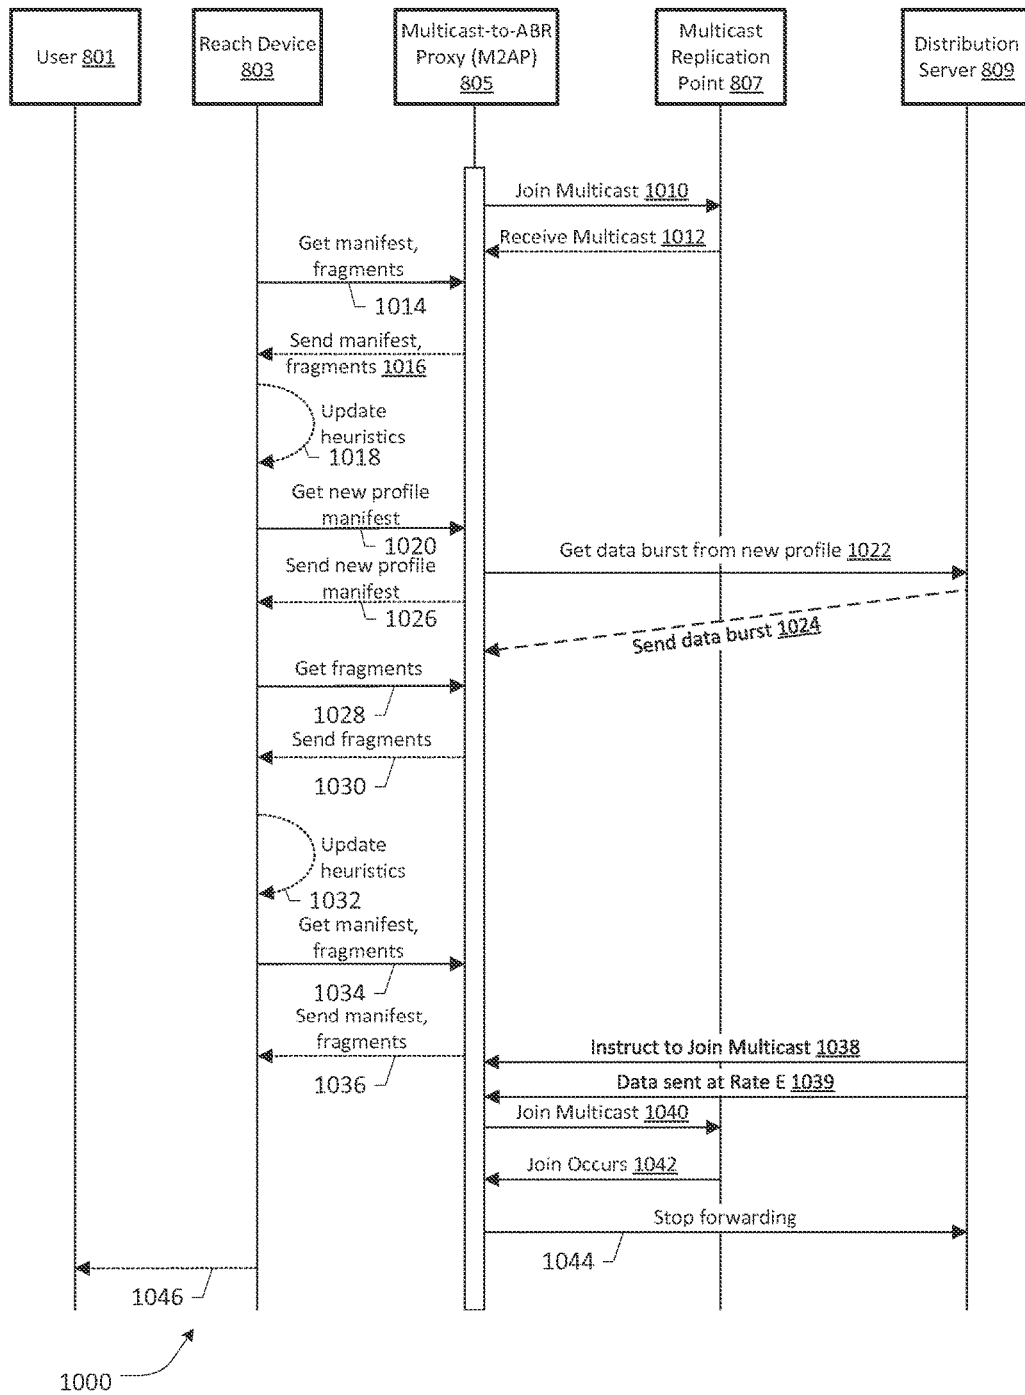 User 801
Reach Device
803
Multicast-to-ABR
Proxy (M2AP)
805
Multicast
Replication
Point 807
Distribution
Server 809
Join Multicast 1010
Receive Multicast 1012
Get manifest,
fragments
1014
Send manifest,
fragments 1016
Update
heuristics
1018
Get new profile
manifest
1020
Get data burst from new profile 1022
Send new profile
manifest
1026
Send data burst 1024
Get fragments
1028
Send fragments
1030
Update
heuristics
1032
Get manifest,
fragments
1034
Send manifest,
fragments
1036
Instruct to Join Multicast 1038
Data sent at Rate E 1039
Join Multicast 1040
Join Occurs 1042
Stop forwarding
1044
1046
1000